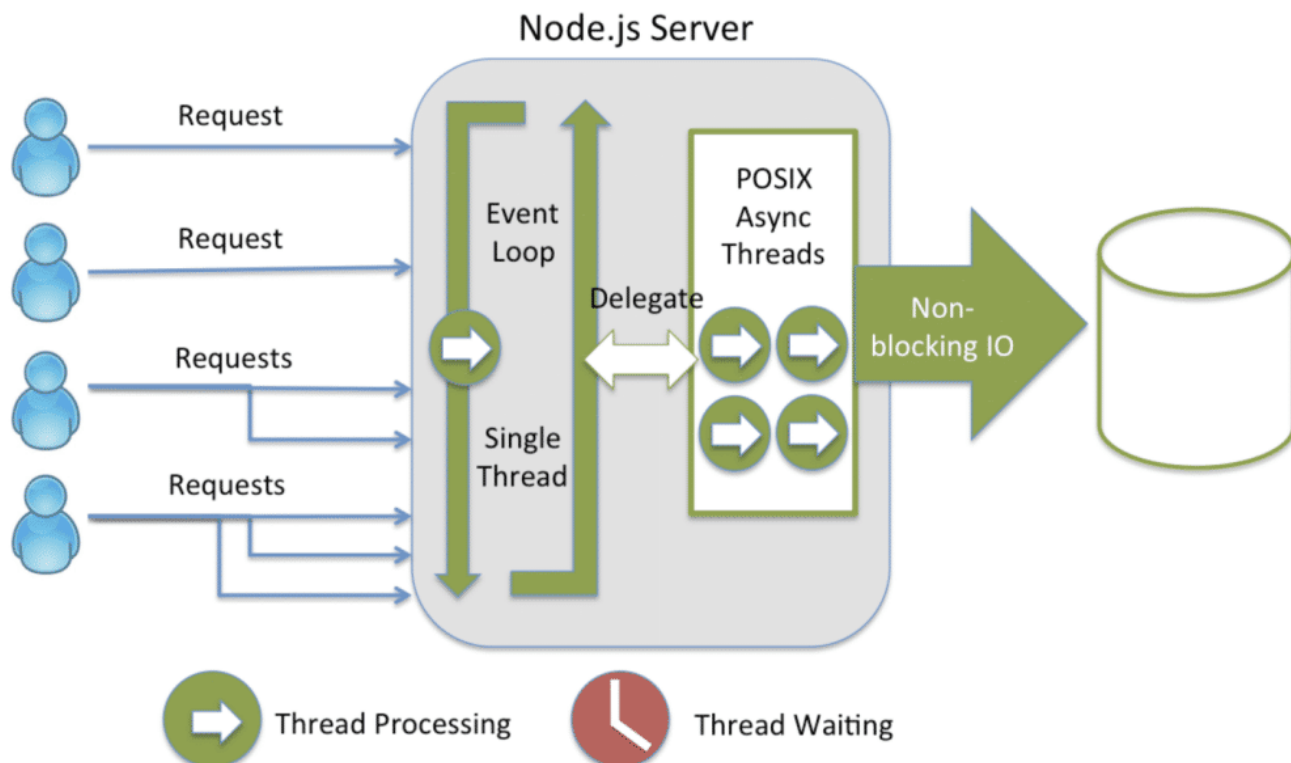 Node.js Server
Request
Request
Requests
Requests
Event
Loop
Single
Thread
Delegate
POSIX
Async
Threads
Non-
blocking IO
Thread Processing
Thread Waiting